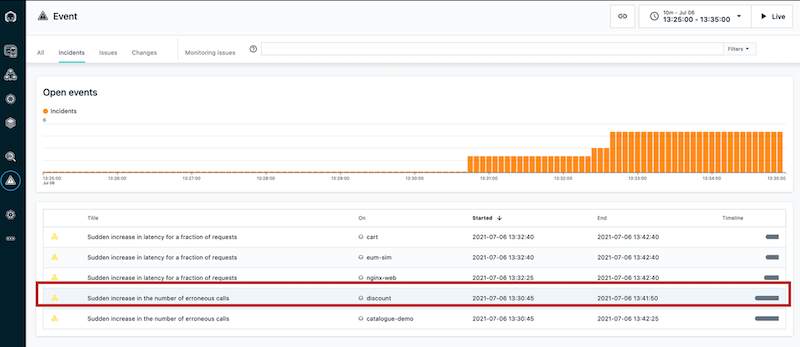 Event
10m - Jul 06
13:25:00 - 13:35:00
Live
All Incidents Issues Changes Monitoring issues
Filters
Open events
Incidents
6
13:25:00 13:26:00 13:27:00 13:28:00 13:29:00 13:30:00 13:31:00 13:32:00 13:33:00 13:34:00 13:35:00
Jul 06
Title On Started End Timeline
Sudden increase in latency for a fraction of requests cart 2021-07-06 13:32:40 2021-07-06 13:42:40
Sudden increase in latency for a fraction of requests eum-sim 2021-07-06 13:32:40 2021-07-06 13:42:40
Sudden increase in latency for a fraction of requests nginx-web 2021-07-06 13:32:25 2021-07-06 13:42:40
Sudden increase in the number of erroneous calls discount 2021-07-06 13:30:45 2021-07-06 13:41:50
Sudden increase in the number of erroneous calls catalogue-demo 2021-07-06 13:30:45 2021-07-06 13:42:25